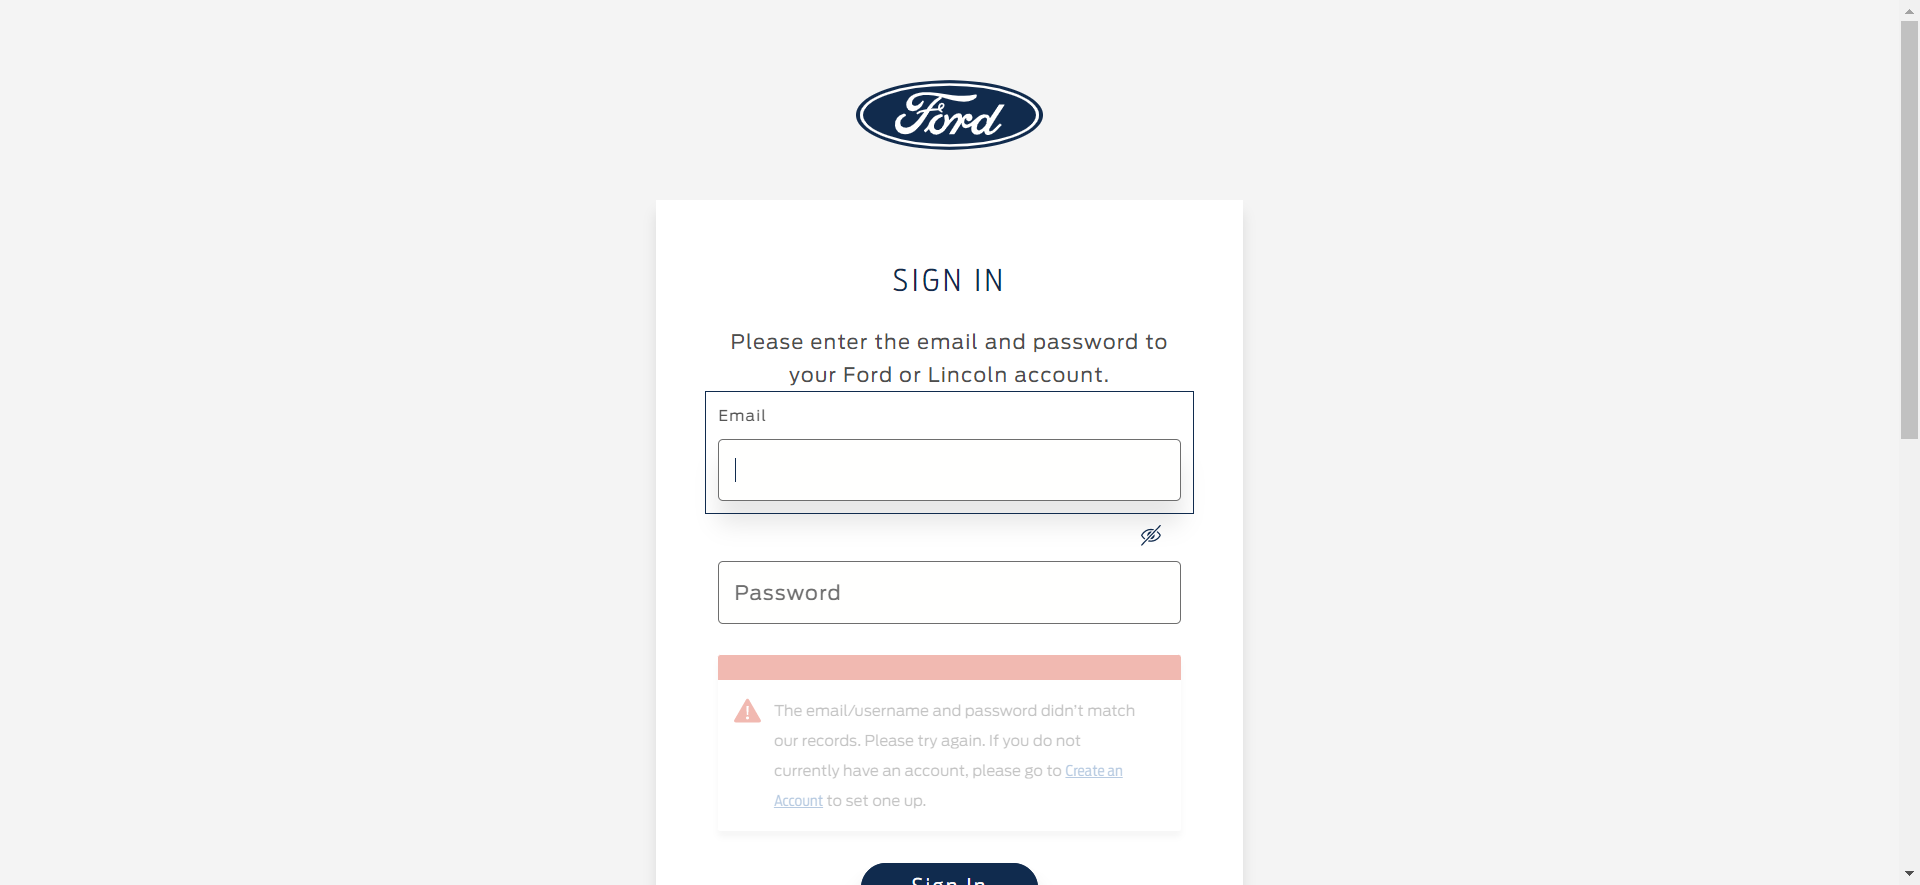 Ford
SIGN IN
Please enter the email and password to
your Ford or Lincoln account.
Email
Password
The email/username and password didn't match
our records. Please try again. If you do not
currently have an account, please go to Create an
Account to set one up.
Sign In